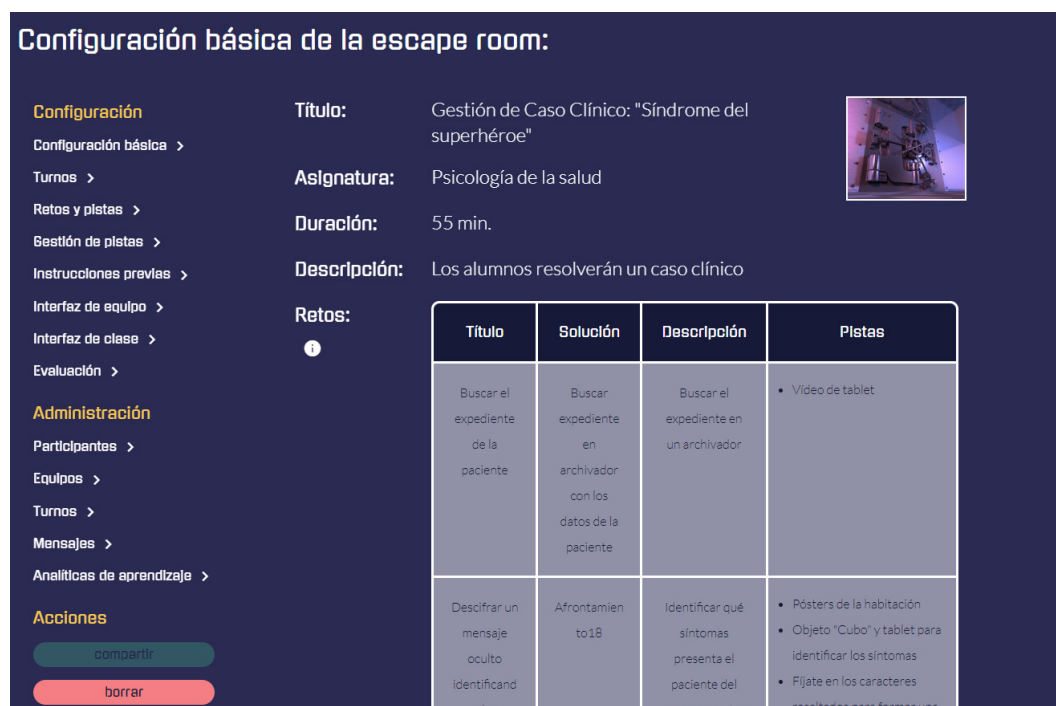 Configuración básica de la escape room:
Configuración
Configuración básica >
Turnos >
Retos y pistas >
Gestión de pistas >
Instrucciones previas >
Interfaz de equipo >
Interfaz de clase >
Evaluación >
Administración
Participantes >
Equipos >
Turnos >
Mensajes >
Analíticas de aprendizaje >
Acciones
compartir
borrar
Título:
Gestión de Caso Clínico: "Síndrome del
superhéroe"
Asignatura:
Psicología de la salud
Duración:
55 min.
Descripción:
Los alumnos resolverán un caso clínico
Retos:
i
Título
Solución
Descripción
Pistas
Buscar el
expediente
de la
paciente
Buscar
expediente
en
archivador
con los
datos de la
paciente
Buscar el
expediente en
un archivador
• Vídeo de tablet
Descifrar un
mensaje
oculto
identificand
Afrontamien
to18
Identificar qué
síntomas
presenta el
paciente del
• Pósters de la habitación
• Objeto "Cubo" y tablet para
identificar los síntomas
• Fíjate en los caracteres